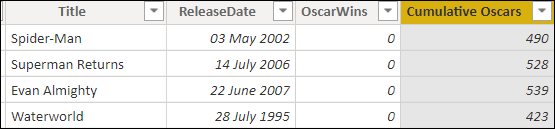 Title ReleaseDate OscarWins Cumulative Oscars
Spider-Man 03 May 2002 0 490
Superman Returns 14 July 2006 0 528
Evan Almighty 22 June 2007 0 539
Waterworld 28 July 1995 0 423